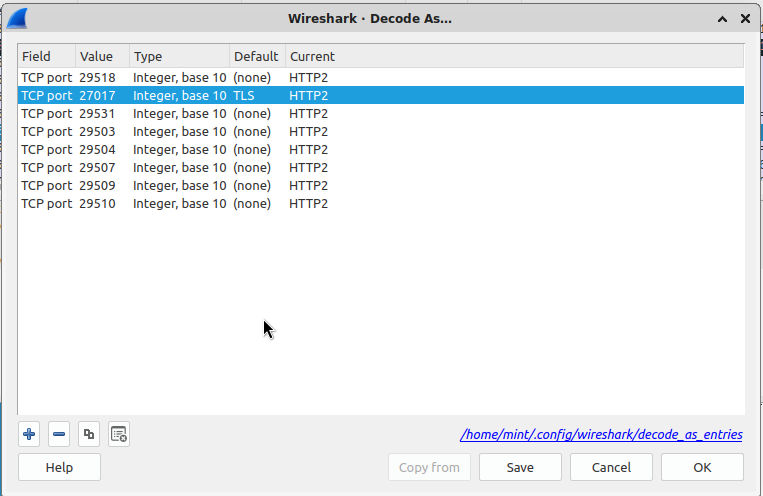 Wireshark · Decode As...
Field Value Type Default Current
TCP port 29518 Integer, base 10 (none) HTTP2
TCP port 27017 Integer, base 10 TLS HTTP2
TCP port 29531 Integer, base 10 (none) HTTP2
TCP port 29503 Integer, base 10 (none) HTTP2
TCP port 29504 Integer, base 10 (none) HTTP2
TCP port 29507 Integer, base 10 (none) HTTP2
TCP port 29509 Integer, base 10 (none) HTTP2
TCP port 29510 Integer, base 10 (none) HTTP2
/home/mint/.config/wireshark/decode_as_entries
Help Copy from Save Cancel OK